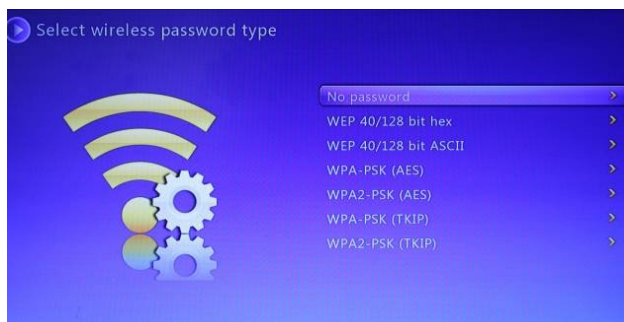 Select wireless password type
No password
WEP 40/128 bit hex
WEP 40/128 bit ASCII
WPA-PSK (AES)
WPA2-PSK (AES)
WPA-PSK (TKIP)
WPA2-PSK (TKIP)